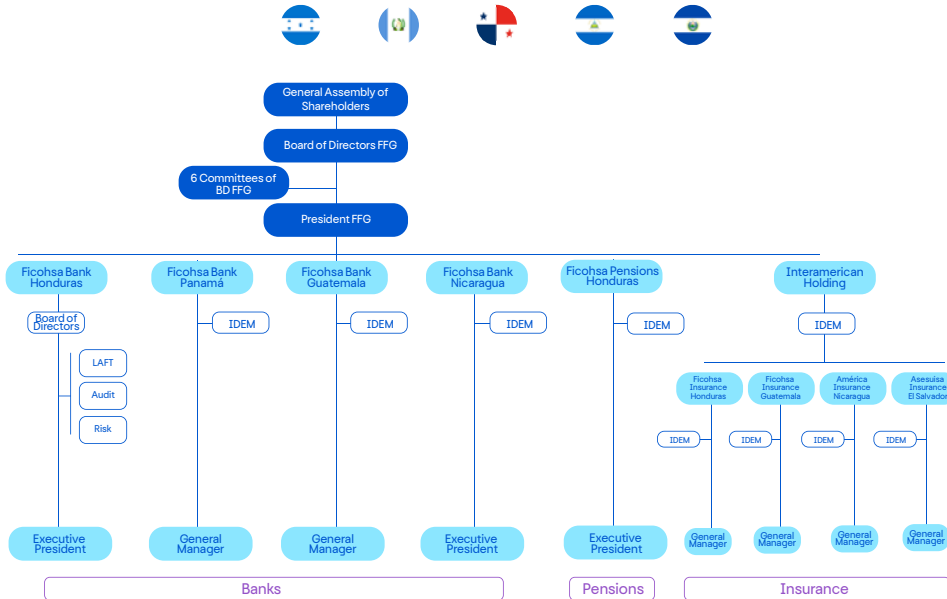 General Assembly of
Shareholders
Board of Directors FFG
6 Committees of
BD FFG
President FFG
Ficohsa Bank
Honduras
Ficohsa Bank
Panamá
Ficohsa Bank
Guatemala
Ficohsa Bank
Nicaragua
Ficohsa Pensions
Honduras
Interamerican
Holding
Board of
Directors
IDEM
IDEM
IDEM
IDEM
IDEM
LAFT
Audit
Risk
Ficohsa
Insurance
Honduras
Ficohsa
Insurance
Guatemala
América
Insurance
Nicaragua
Asesuisa
Insurance
El Salvador
IDEM
IDEM
IDEM
IDEM
Executive
President
General
Manager
General
Manager
Executive
President
Executive
President
General
Manager
General
Manager
General
Manager
General
Manager
Banks
Pensions
Insurance